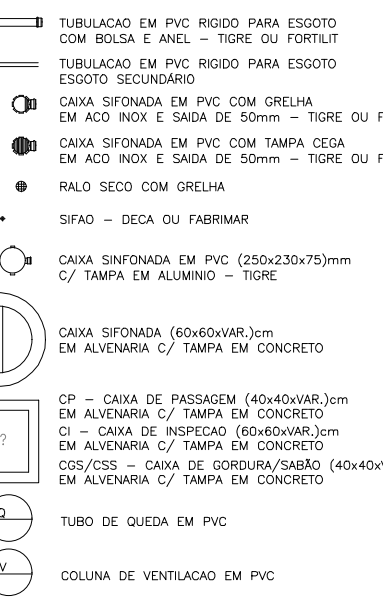 TUBULACAO EM PVC RIGIDO PARA ESGOTO
COM BOLSA E ANEL – TIGRE OU FORTILIT
TUBULACAO EM PVC RIGIDO PARA ESGOTO
ESGOTO SECUNDÁRIO
CAIXA SIFONADA EM PVC COM GRELHA
EM ACO INOX E SAIDA DE 50mm – TIGRE OU F
CAIXA SIFONADA EM PVC COM TAMPA CEGA
EM ACO INOX E SAIDA DE 50mm – TIGRE OU F
RALO SECO COM GRELHA
SIFAO – DECA OU FABRIMAR
CAIXA SINFONADA EM PVC (250x230x75)mm
C/ TAMPA EM ALUMINIO – TIGRE
CAIXA SIFONADA (60x60xVAR.)cm
EM ALVENARIA C/ TAMPA EM CONCRETO
CP – CAIXA DE PASSAGEM (40x40xVAR.)cm
EM ALVENARIA C/ TAMPA EM CONCRETO
?
CI – CAIXA DE INSPECAO (60x60xVAR.)cm
EM ALVENARIA C/ TAMPA EM CONCRETO
CGS/CSS – CAIXA DE GORDURA/SABÃO (40x40xV
EM ALVENARIA C/ TAMPA EM CONCRETO
Q
TUBO DE QUEDA EM PVC
V
COLUNA DE VENTILACAO EM PVC